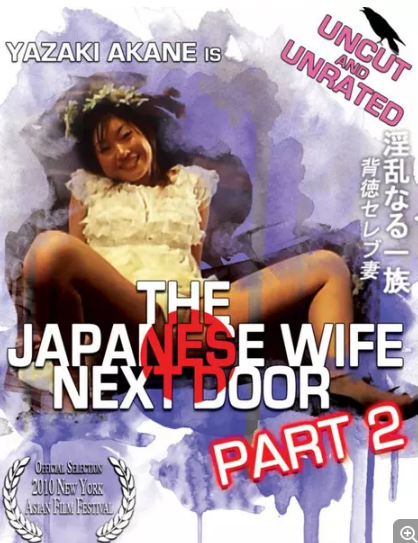 YAZAKI AKANE IS
UNCUT
AND
UNRATED
淫乱なる一族
背徳セレブ妻
THE
JAPANESE WIFE
NEXT DOOR
PART 2
OFFICIAL SELECTION
2010 NEW YORK
ASIAN FILM FESTIVAL